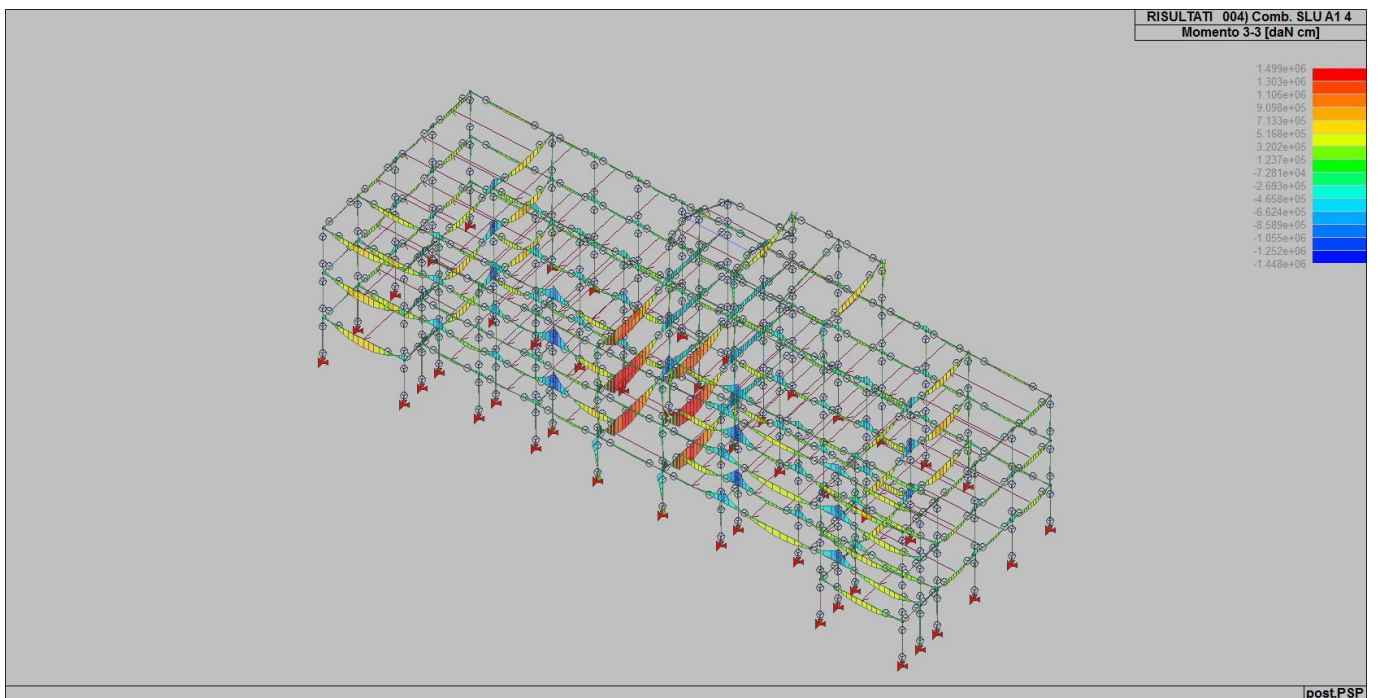 RISULTATI 004) Comb. SLU A1 4
Momento 3-3 [daN cm]
1.499e+06
1.303e+06
1.106e+06
9.098e+05
7.133e+05
5.168e+05
3.202e+05
1.237e+05
-7.281e+04
-2.693e+05
-4.658e+05
-6.624e+05
-8.589e+05
-1.055e+06
-1.252e+06
-1.448e+06
post.PSP